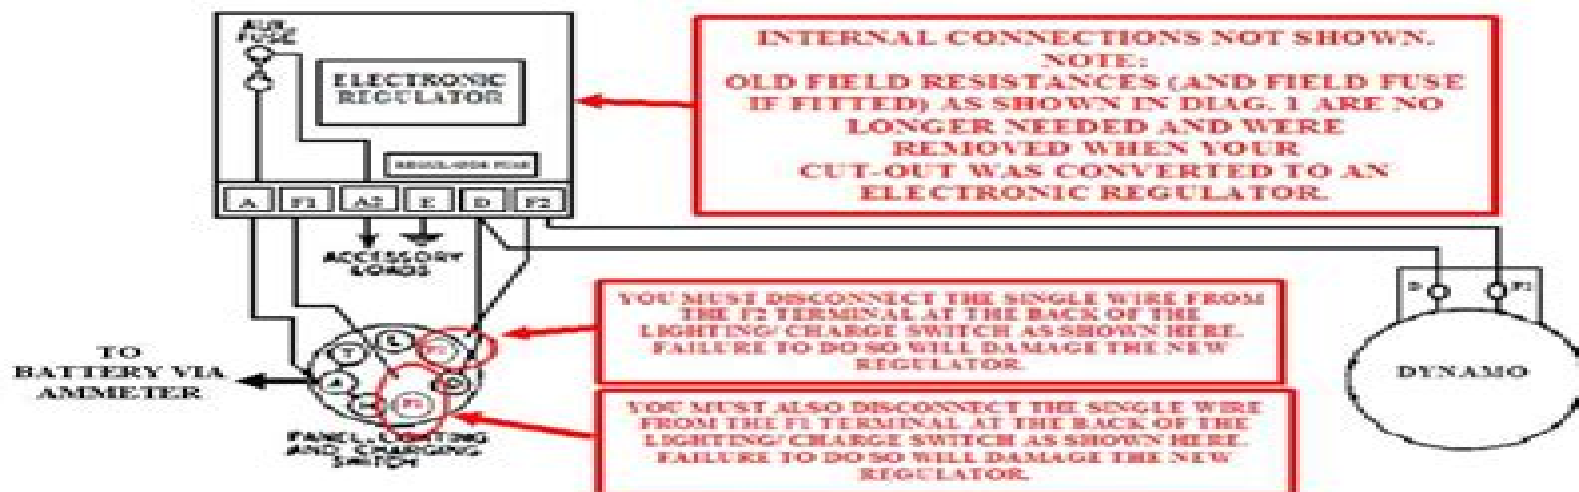 AUX.
FUSE
ELECTRONIC
REGULATOR
REGULATOR FUSE
A F1 A2 E D F2
ACCESSORY
LOADS
INTERNAL CONNECTIONS NOT SHOWN.
NOTE:
OLD FIELD RESISTANCES (AND FIELD FUSE
IF FITTED) AS SHOWN IN DIAG. 1 ARE NO
LONGER NEEDED AND WERE
REMOVED WHEN YOUR
CUT-OUT WAS CONVERTED TO AN
ELECTRONIC REGULATOR.
YOU MUST DISCONNECT THE SINGLE WIRE FROM
THE F2 TERMINAL AT THE BACK OF THE
LIGHTING/ CHARGE SWITCH AS SHOWN HERE.
FAILURE TO DO SO WILL DAMAGE THE NEW
REGULATOR.
TO
BATTERY VIA
AMMETER
T
L
A
D
PANEL, LIGHTING
AND CHARGING
SWITCH
YOU MUST ALSO DISCONNECT THE SINGLE WIRE
FROM THE F1 TERMINAL AT THE BACK OF THE
LIGHTING/ CHARGE SWITCH AS SHOWN HERE.
FAILURE TO DO SO WILL DAMAGE THE NEW
REGULATOR.
D
DYNAMO